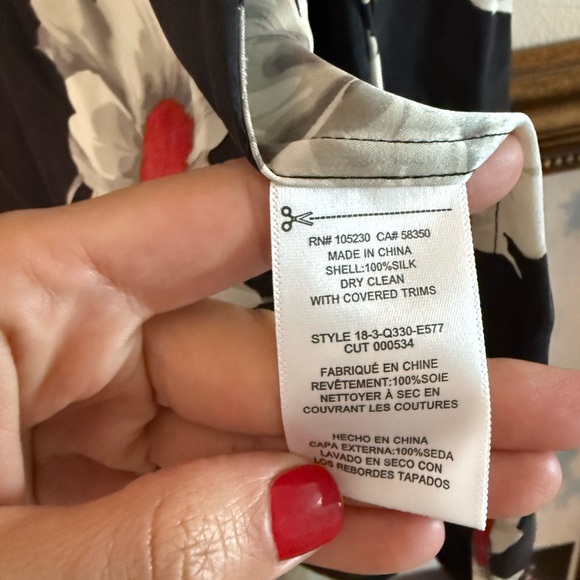 RN# 105230 CA# 58350
MADE IN CHINA
SHELL:100%SILK
DRY CLEAN
WITH COVERED TRIMS
STYLE 18-3-Q330-E577
CUT 000534
FABRIQUÉ EN CHINE
REVÊTEMENT:100%SOIE
NETTOYER À SEC EN
COUVRANT LES COUTURES
HECHO EN CHINA
CAPA EXTERNA:100%SEDA
LAVADO EN SECO CON
LOS REBORDES TAPADOS